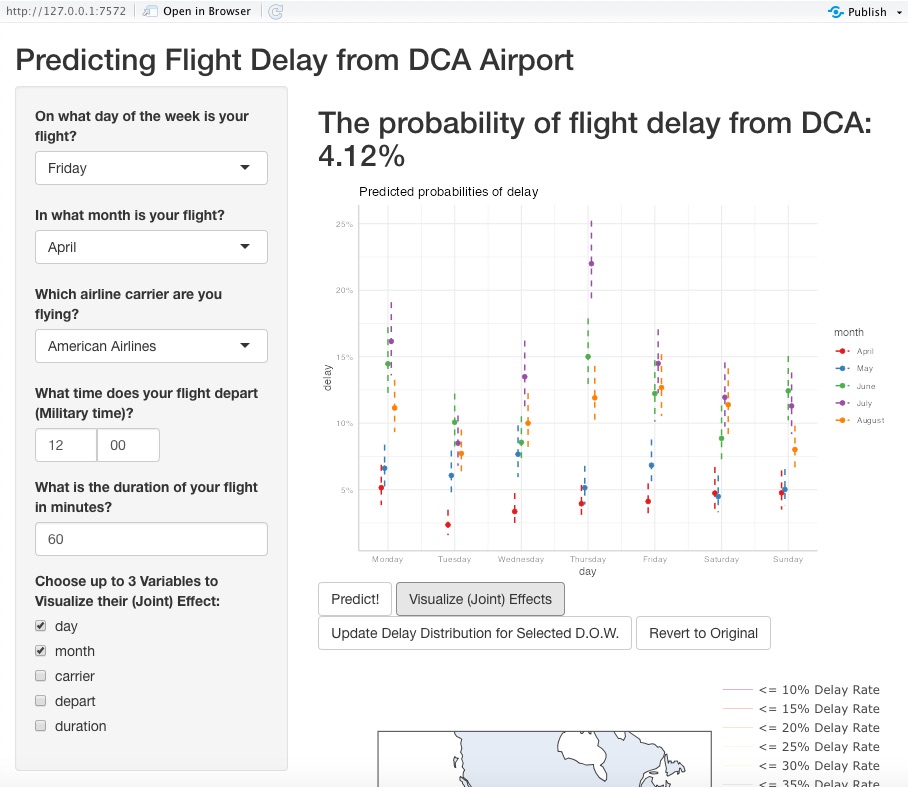 http://127.0.0.1:7572
Open in Browser
Publish
Predicting Flight Delay from DCA Airport
On what day of the week is your
flight?
Friday
In what month is your flight?
April
Which airline carrier are you
flying?
American Airlines
What time does your flight depart
(Military time)?
12
00
What is the duration of your flight
in minutes?
60
Choose up to 3 Variables to
Visualize their (Joint) Effect:
day
month
carrier
depart
duration
The probability of flight delay from DCA:
4.12%
Predicted probabilities of delay
25%
20%
15%
10%
5%
delay
Monday
Tuesday
Wednesday
Thursday
Friday
Saturday
Sunday
day
month
April
May
June
July
August
Predict!
Visualize (Joint) Effects
Update Delay Distribution for Selected D.O.W.
Revert to Original
<= 10% Delay Rate
<= 15% Delay Rate
<= 20% Delay Rate
<= 25% Delay Rate
<= 30% Delay Rate
<= 35% Delay Rate